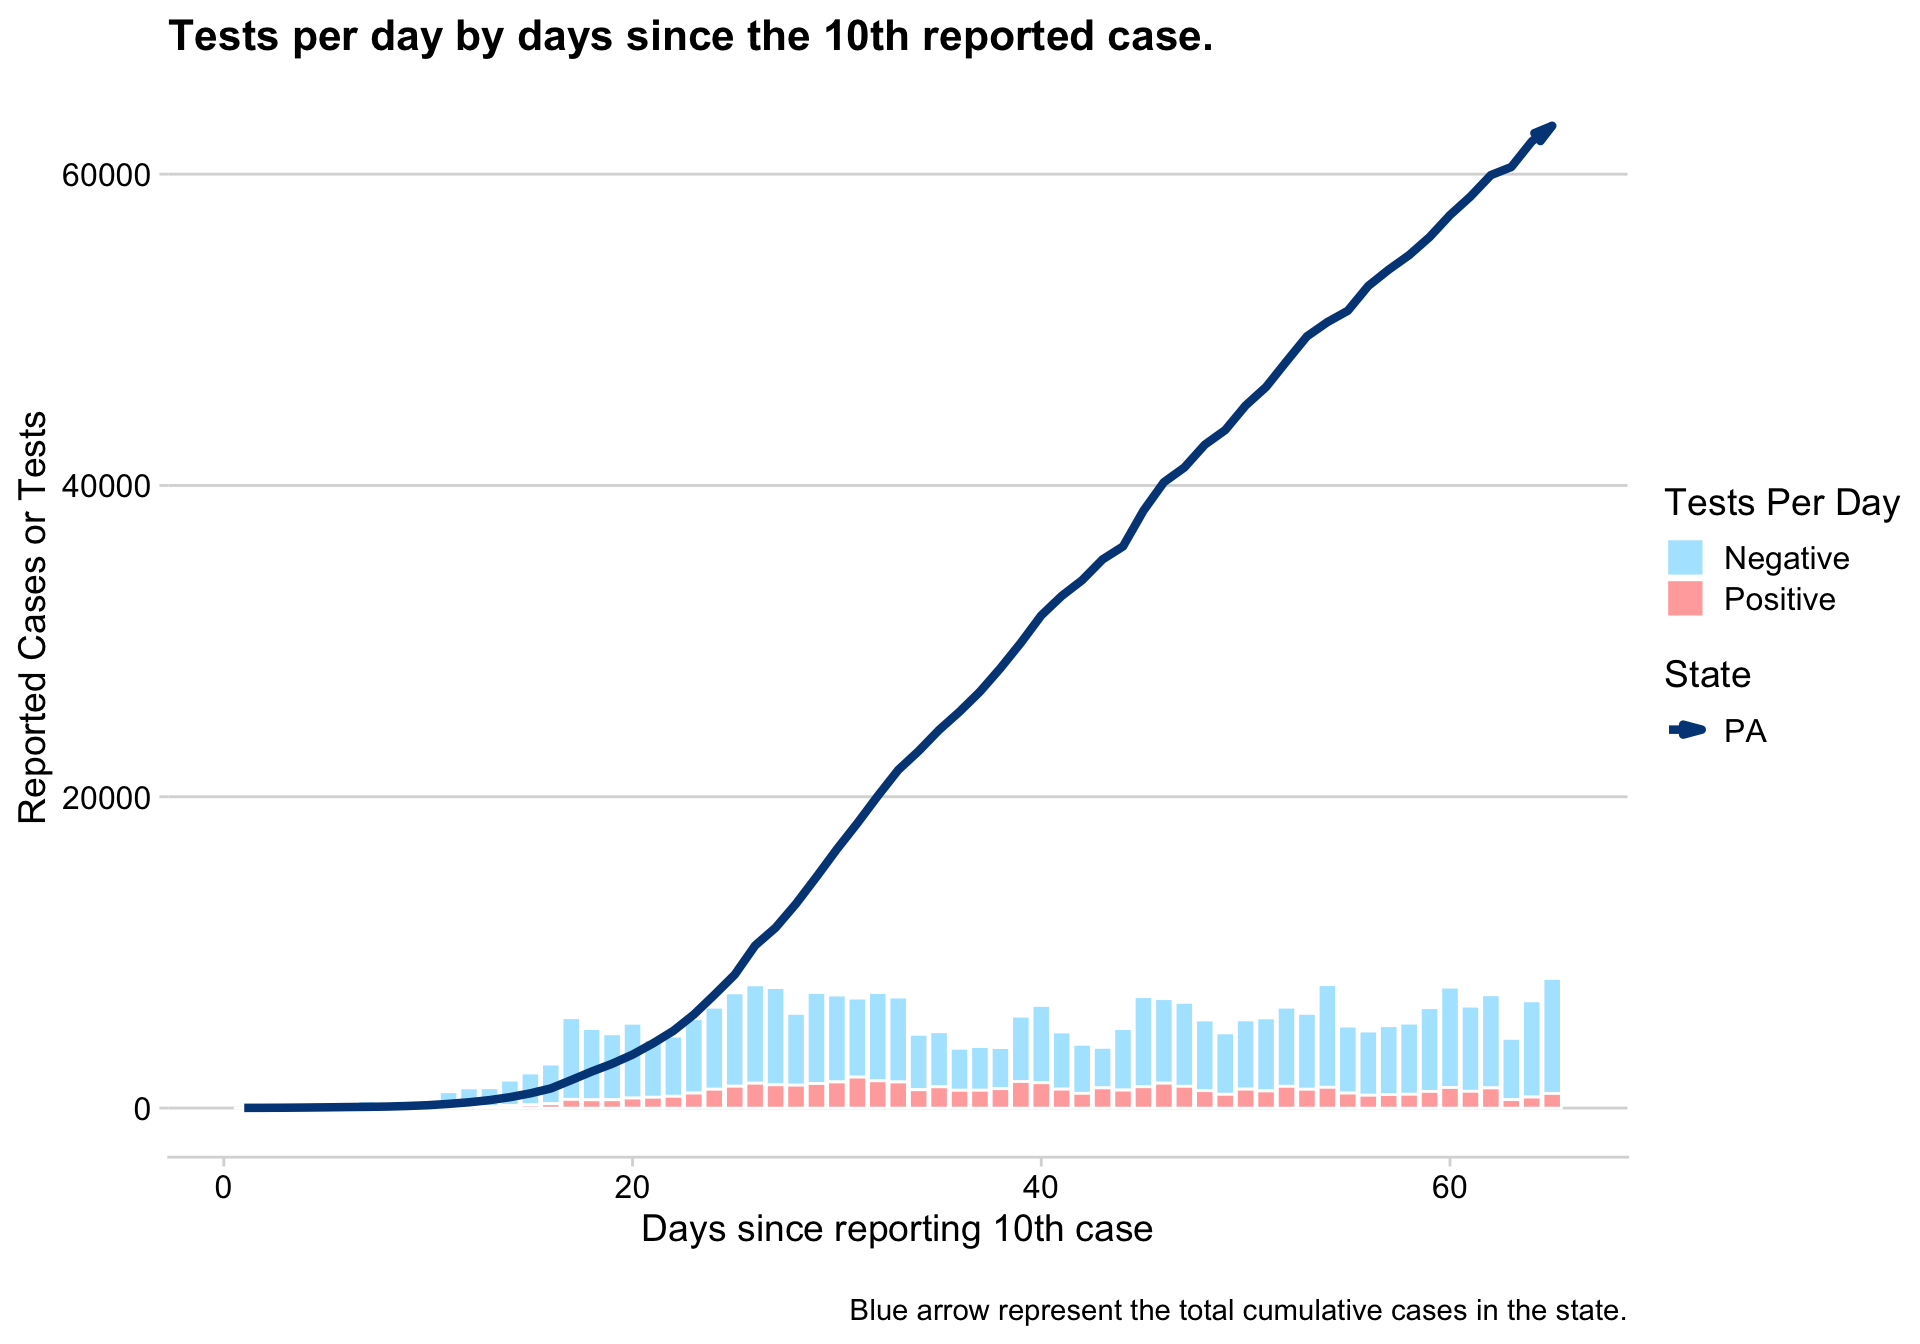 Tests per day by days since the 10th reported case.
60000
40000
20000
0
Reported Cases or Tests
0 20 40 60
Days since reporting 10th case
Tests Per Day
Negative
Positive
State
PA
Blue arrow represent the total cumulative cases in the state.